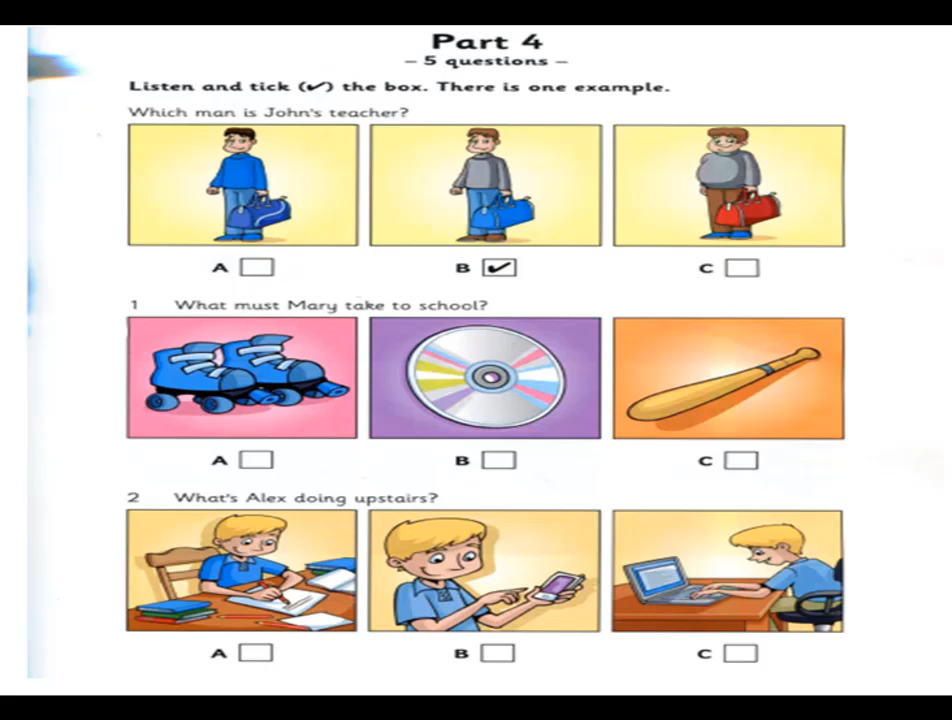 Part 4
– 5 questions –
Listen and tick (✔) the box. There is one example.
Which man is John's teacher?
A B ✔ C
1 What must Mary take to school?
A B C
2 What's Alex doing upstairs?
A B C